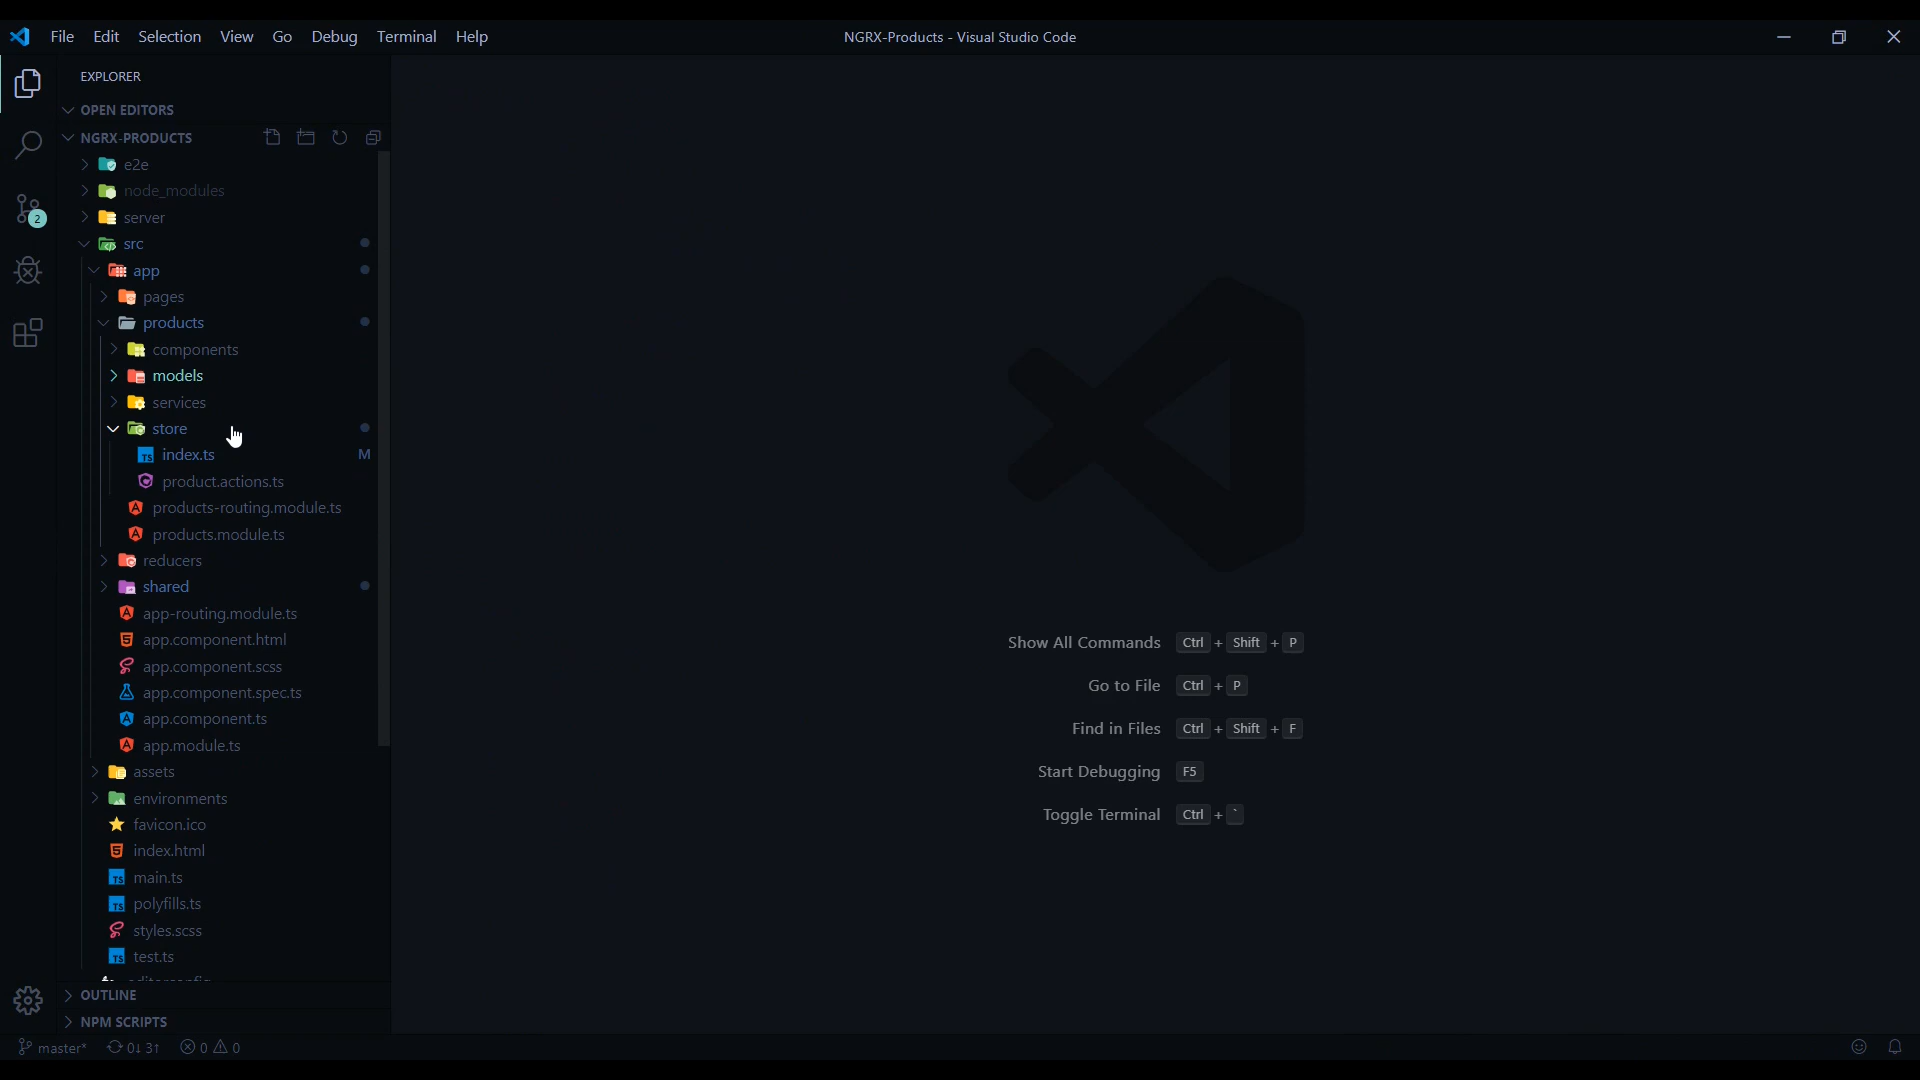 File Edit Selection View Go Debug Terminal Help
NGRX-Products - Visual Studio Code
EXPLORER
OPEN EDITORS
NGRX-PRODUCTS
e2e
node_modules
2
server
src
app
pages
products
components
models
services
store
index.ts M
product.actions.ts
products-routing.module.ts
products.module.ts
reducers
shared
app-routing.module.ts
app.component.html
app.component.scss
app.component.spec.ts
app.component.ts
app.module.ts
assets
environments
favicon.ico
index.html
main.ts
polyfills.ts
styles.scss
test.ts
OUTLINE
NPM SCRIPTS
Show All Commands Ctrl + Shift + P
Go to File Ctrl + P
Find in Files Ctrl + Shift + F
Start Debugging F5
Toggle Terminal Ctrl + `
master* 0↓ 3↑ 0 0